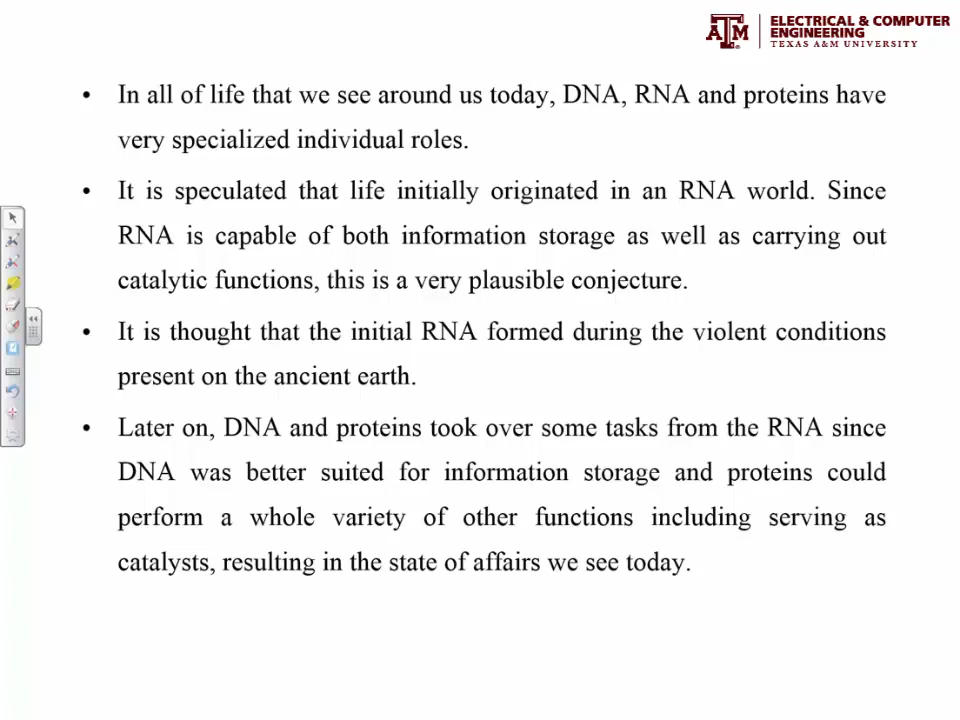 ELECTRICAL & COMPUTER
ENGINEERING
TEXAS A&M UNIVERSITY
• In all of life that we see around us today, DNA, RNA and proteins have
very specialized individual roles.
• It is speculated that life initially originated in an RNA world. Since
RNA is capable of both information storage as well as carrying out
catalytic functions, this is a very plausible conjecture.
• It is thought that the initial RNA formed during the violent conditions
present on the ancient earth.
• Later on, DNA and proteins took over some tasks from the RNA since
DNA was better suited for information storage and proteins could
perform a whole variety of other functions including serving as
catalysts, resulting in the state of affairs we see today.